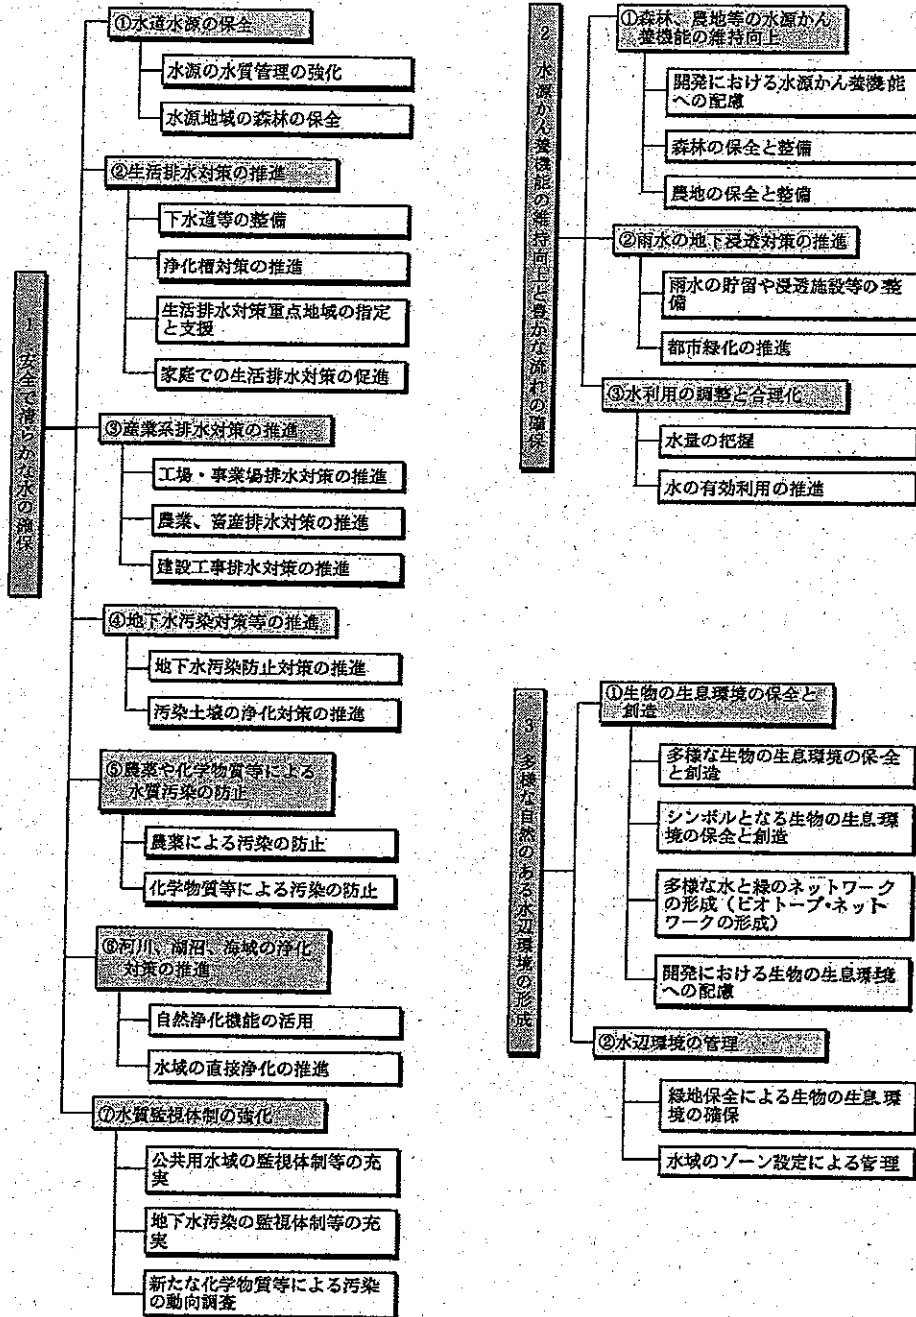 1 安全で清らかな水の確保
①水道水源の保全
水源の水質管理の強化
水源地域の森林の保全
②生活排水対策の推進
下水道等の整備
浄化槽対策の推進
生活排水対策重点地域の指定
と支援
家庭での生活排水対策の促進
③産業系排水対策の推進
工場・事業場排水対策の推進
農業、畜産排水対策の推進
建設工事排水対策の推進
④地下水汚染対策等の推進
地下水汚染防止対策の推進
汚染土壌の浄化対策の推進
⑤農薬や化学物質等による
水質汚染の防止
農薬による汚染の防止
化学物質等による汚染の防止
⑥河川、湖沼、海域の浄化
対策の推進
自然浄化機能の活用
水域の直接浄化の推進
⑦水質監視体制の強化
公共用水域の監視体制等の充
実
地下水汚染の監視体制等の充
実
新たな化学物質等による汚染
の動向調査
2 水源かん養機能の維持向上と豊かな流れの確保
①森林、農地等の水源かん
養機能の維持向上
開発における水源かん養機能
への配慮
森林の保全と整備
農地の保全と整備
②雨水の地下浸透対策の推進
雨水の貯留や浸透施設等の整
備
都市緑化の推進
③水利用の調整と合理化
水量の把握
水の有効利用の推進
3 多様な自然のある水辺環境の形成
①生物の生息環境の保全と
創造
多様な生物の生息環境の保全
と創造
シンボルとなる生物の生息環
境の保全と創造
多様な水と緑のネットワーク
の形成（ビオトープ・ネット
ワークの形成）
開発における生物の生息環境
への配慮
②水辺環境の管理
緑地保全による生物の生息環
境の確保
水域のゾーン設定による管理